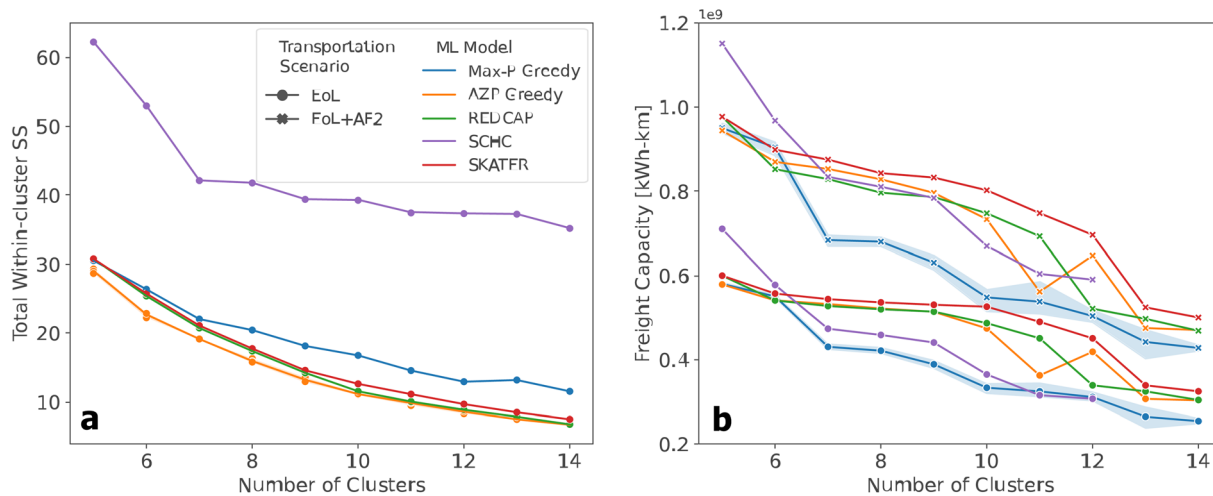 Total Within-cluster SS
60
50
40
30
20
10
6
8
10
12
14
Number of Clusters
a
Transportation
Scenario
EoL
FoL+AF2
ML Model
Max-P Greedy
AZP Greedy
REDCAP
SCHC
SKATFR
1e9
Freight Capacity [kWh-km]
1.2
1.0
0.8
0.6
0.4
0.2
6
8
10
12
14
Number of Clusters
b